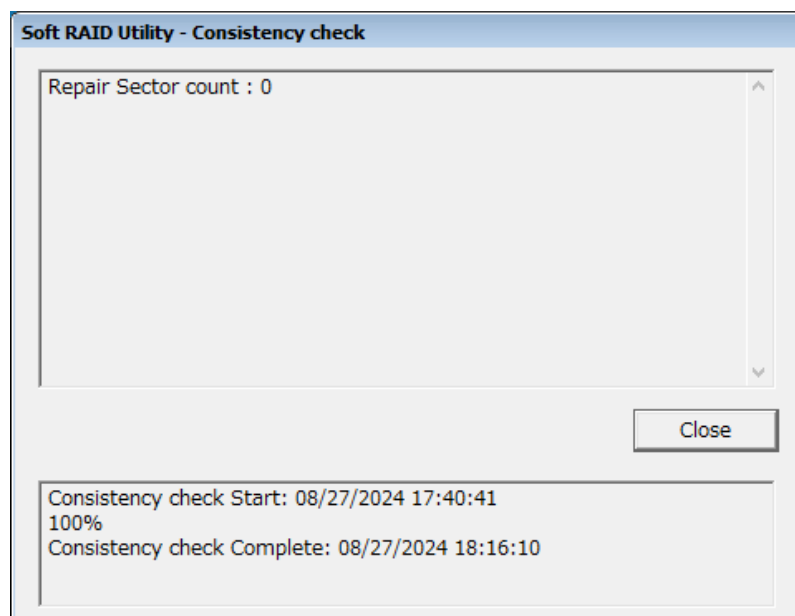 Soft RAID Utility - Consistency check
Repair Sector count : 0
Close
Consistency check Start: 08/27/2024 17:40:41
100%
Consistency check Complete: 08/27/2024 18:16:10